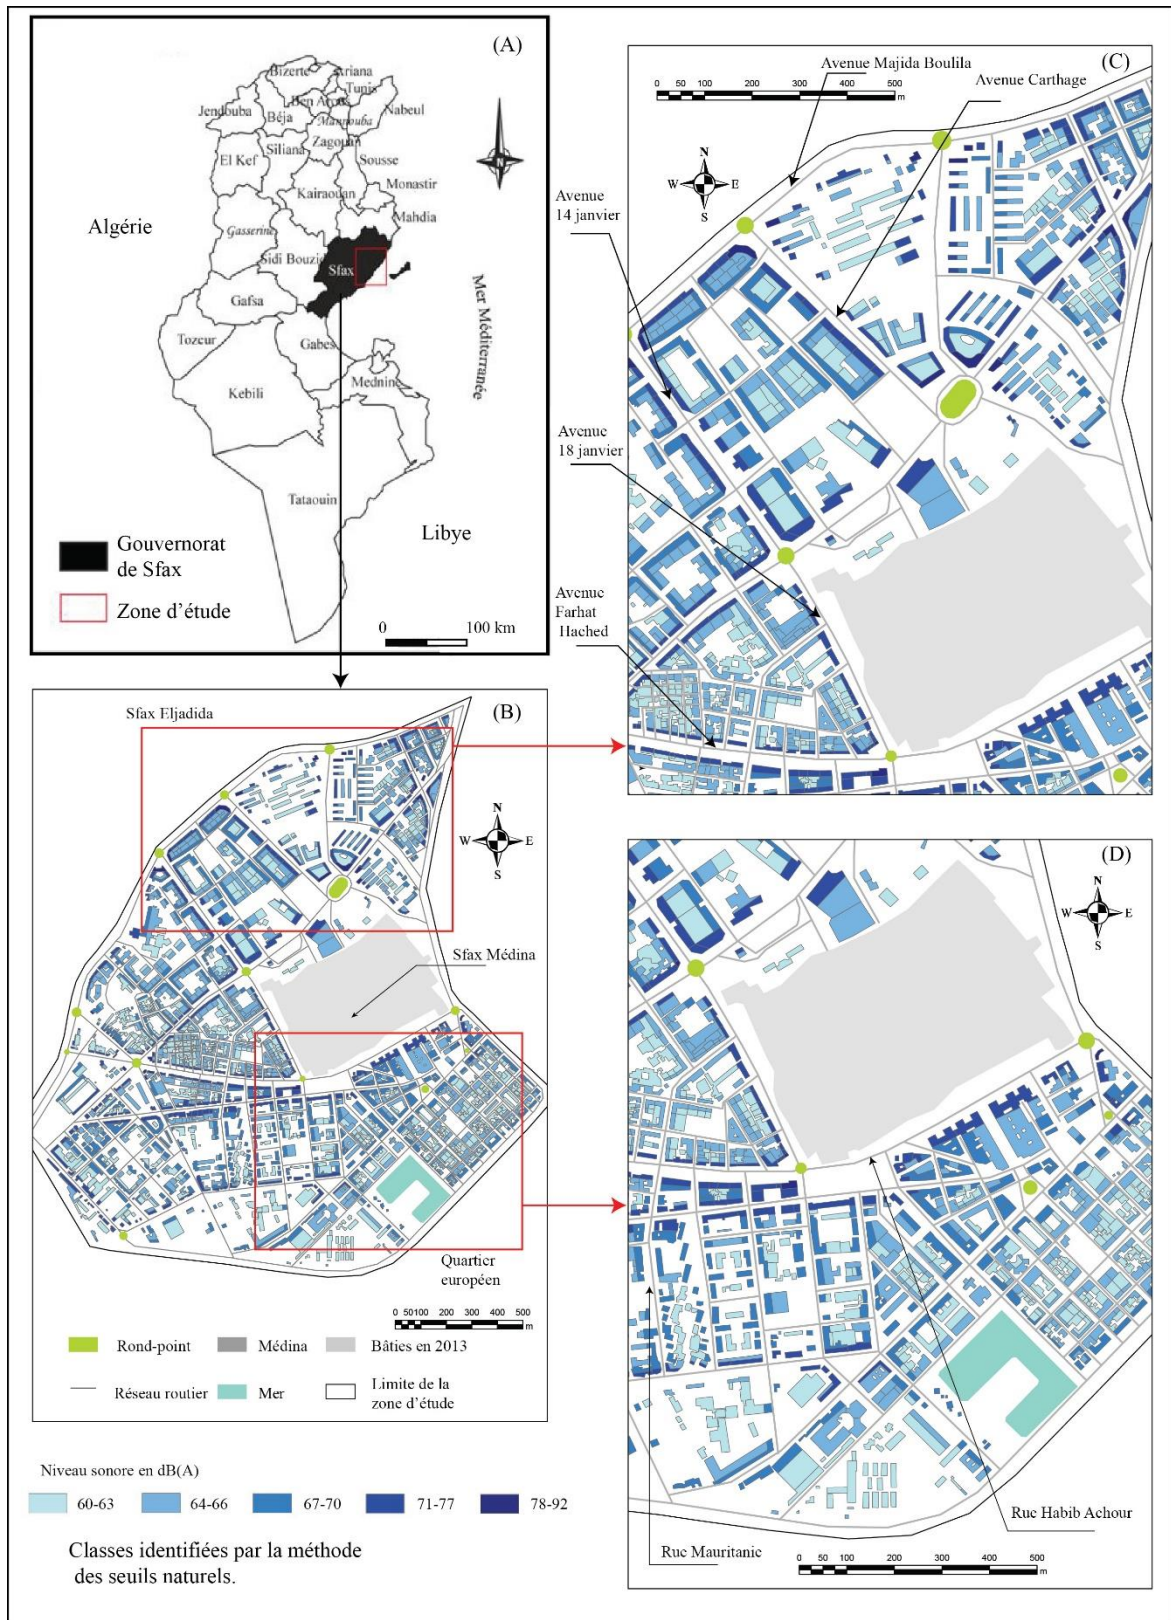 (A)
Bizerte
Ariana
Tunis
Ben Arous
Mannouba
Nabeul
Jendouba
Béja
Zagouan
Siliana
El Kef
Sousse
Kairaouan
Monastir
Mahdia
Algérie
Gasserine
Sidi Bouzid
Sfax
Gafsa
Mer Méditerranée
Tozeur
Gabes
Mednine
Kebili
Tataouin
Libye
Gouvernorat
de Sfax
Zone d'étude
0 100 km
N
(B)
Sfax Eljadida
N
W E
S
Sfax Médina
Quartier
européen
0 50 100 200 300 400 500
m
Rond-point
Médina
Bâties en 2013
Réseau routier
Mer
Limite de la
zone d'étude
Niveau sonore en dB(A)
60-63
64-66
67-70
71-77
78-92
Classes identifiées par la méthode
des seuils naturels.
(C)
Avenue Majida Boulila
Avenue Carthage
0 50 100 200 300 400 500
m
N
W E
S
Avenue
14 janvier
Avenue
18 janvier
Avenue
Farhat
Hached
(D)
N
W E
S
Rue Habib Achour
Rue Mauritanie
0 50 100 200 300 400 500
m